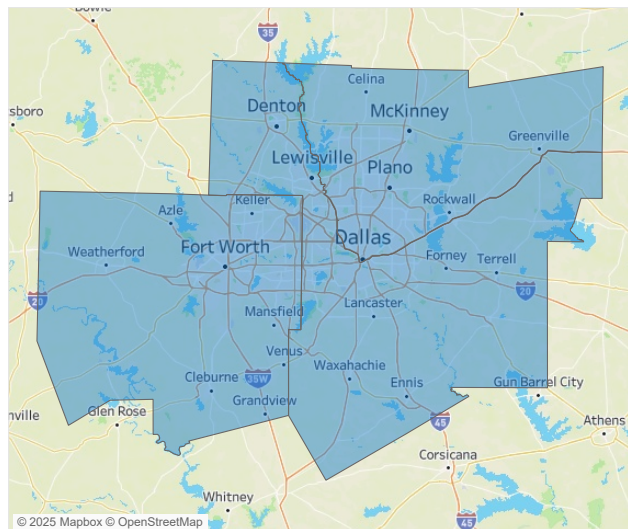 Bowie
35
Celina
Denton
McKinney
sboro
Greenville
Lewisville
Plano
Keller
Rockwall
Azle
Dallas
Weatherford
Fort Worth
Forney
Terrell
20
20
Lancaster
Mansfield
Venus
Waxahachie
Cleburne
35W
Ennis
Gun Barrel City
Grandview
nville
Glen Rose
45
Athens
Corsicana
Whitney
45
© 2025 Mapbox © OpenStreetMap